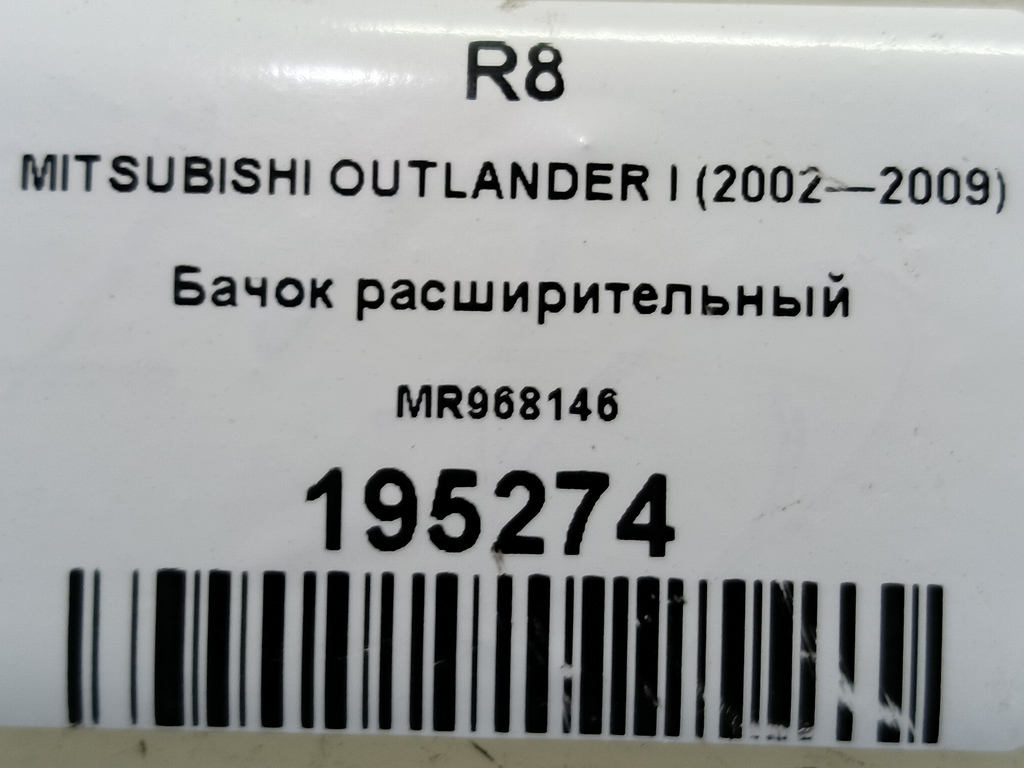 R8
MITSUBISHI OUTLANDER I (2002—2009)
Бачок расширительный
MR968146
195274